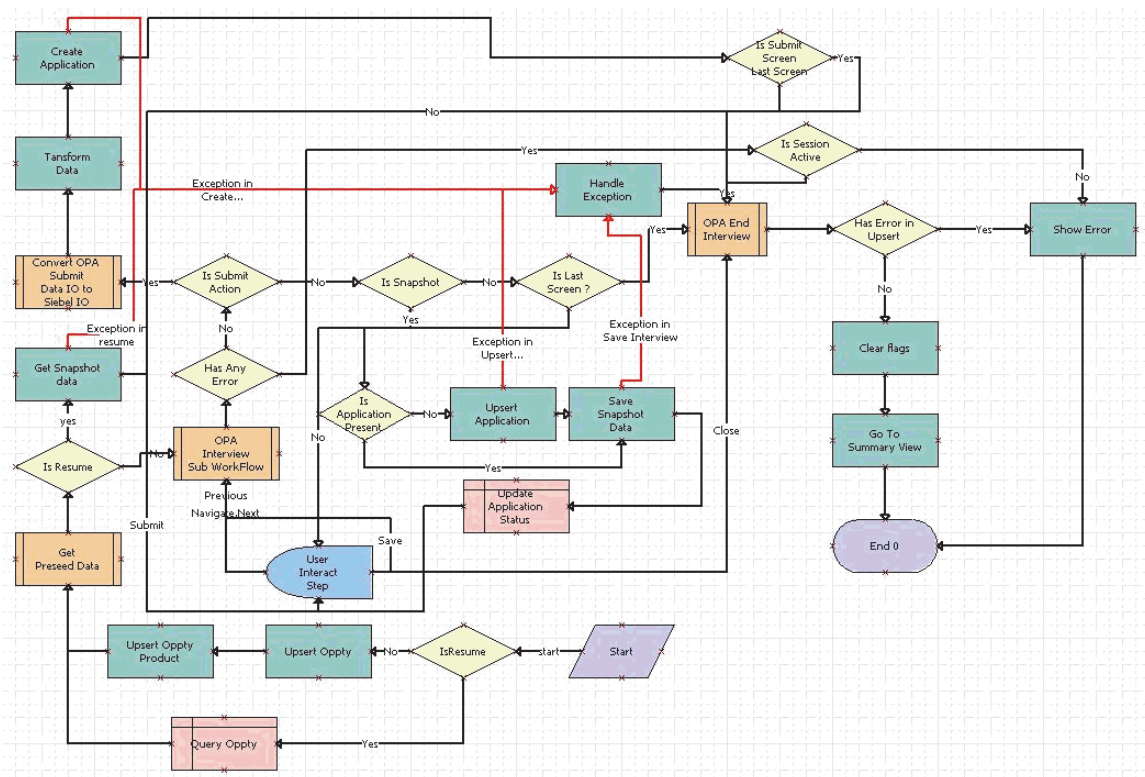 Create
Application
Is Submit
Screen
Last Screen
Yes
No
Tansform
Data
Yes
Is Session
Active
No
Exception in
Create...
Handle
Exception
Yes
OPA End
Interview
Has Error in
Upsert
Yes
Show Error
Convert OPA
Submit
Data IO to
Siebel IO
Yes
Is Submit
Action
No
Is Snapshot
No
Is Last
Screen ?
Yes
No
Yes
No
Exception in
resume
Exception in
Upsert...
Exception in
Save Interview
Clear flags
Get Snapshot
data
Has Any
Error
yes
Is
Application
Present
No
Upsert
Application
Save
Snapshot
Data
No
Close
Go To
Summary View
Is Resume
No
OPA
Interview
Sub WorkFlow
Yes
Previous
Navigate,Next
Update
Application
Status
Submit
Save
Get
Preseed Data
User
Interact
Step
End 0
Upsert Oppty
Product
Upsert Oppty
No
IsResume
start
Start
Query Oppty
Yes